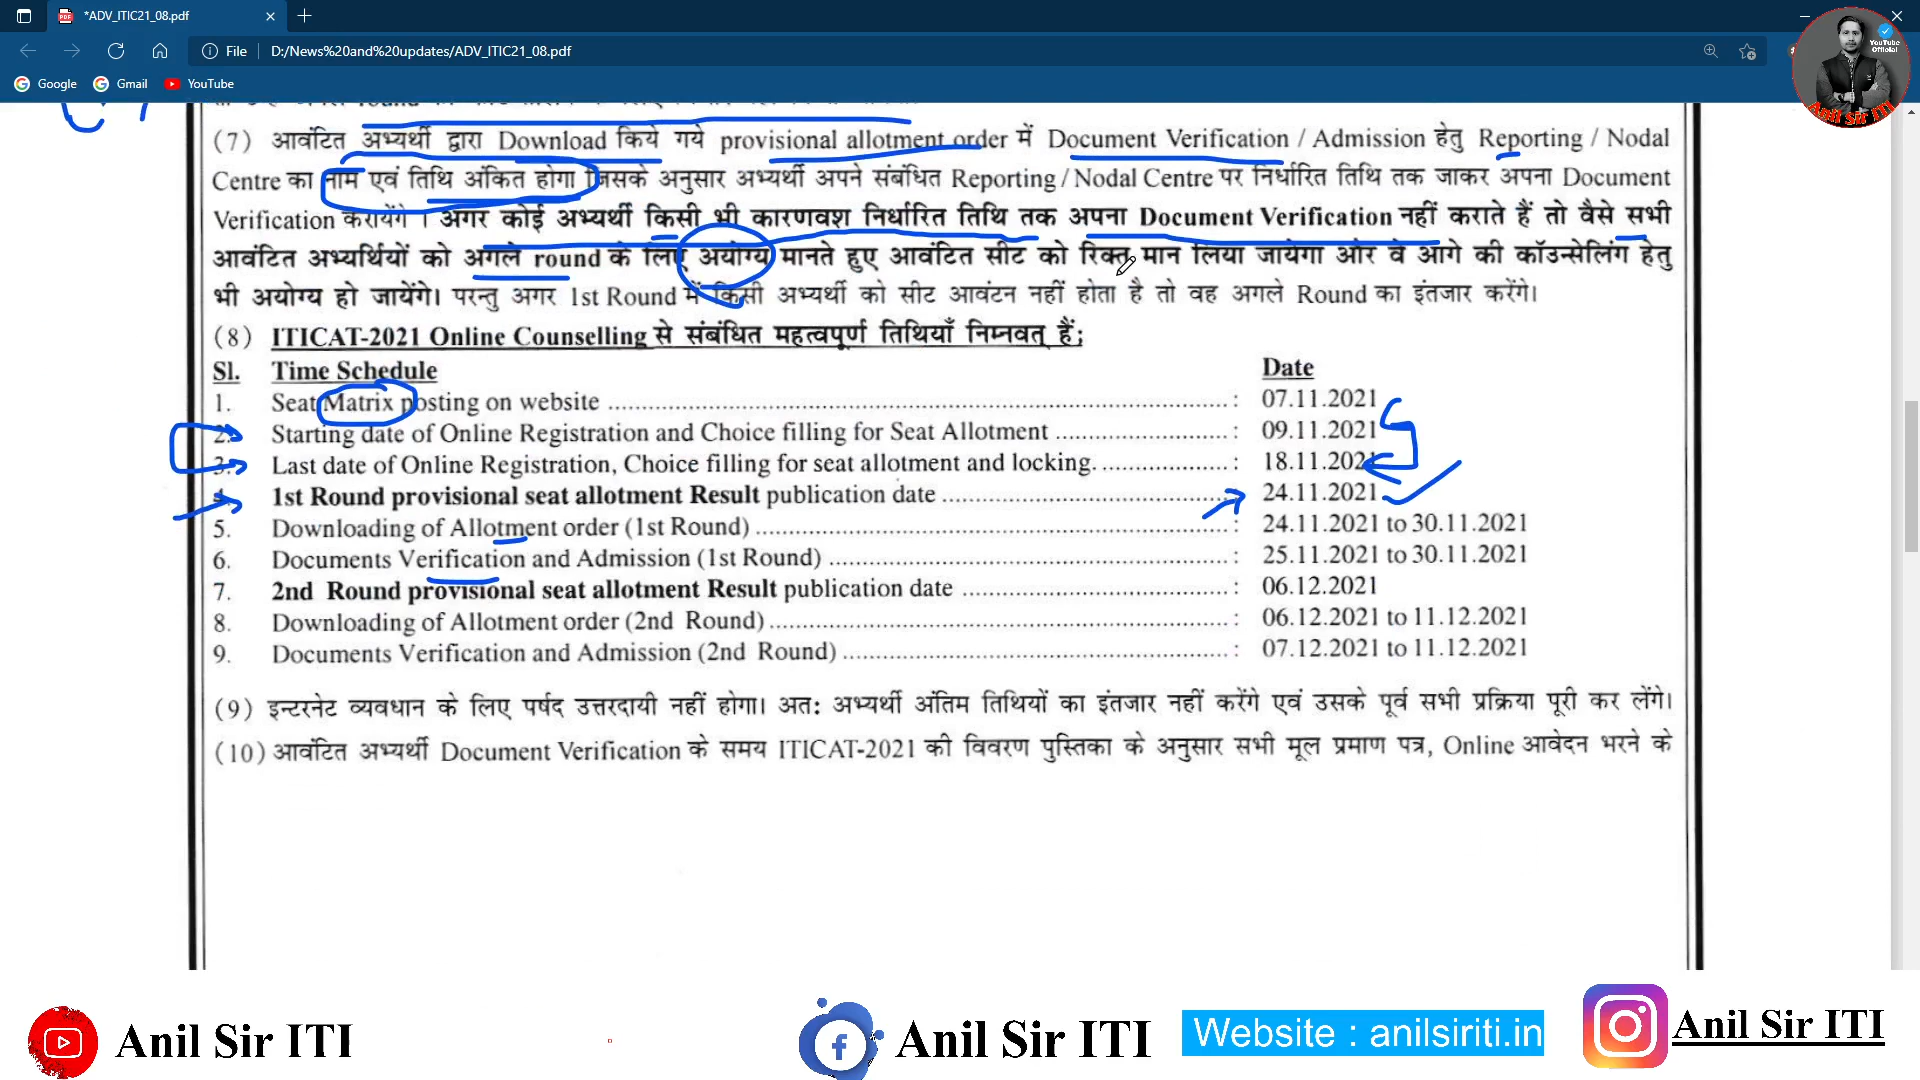 *ADV_ITIC21_08.pdf
File D:/News%20and%20updates/ADV_ITIC21_08.pdf
Google Gmail YouTube
YouTube
Official
Anil Sir ITI
(7) आवंटित अभ्यर्थी द्वारा Download किये गये provisional allotment order में Document Verification / Admission हेतु Reporting / Nodal
Centre का नाम एवं तिथि अंकित होगा जिसके अनुसार अभ्यर्थी अपने संबंधित Reporting / Nodal Centre पर निर्धारित तिथि तक जाकर अपना Document
Verification करायेंगे । अगर कोई अभ्यर्थी किसी भी कारणवश निर्धारित तिथि तक अपना Document Verification नहीं कराते हैं तो वैसे सभी
आवंटित अभ्यर्थियों को अगले round के लिए अयोग्य मानते हुए आवंटित सीट को रिक्त मान लिया जायेगा और वे आगे की कॉउन्सेलिंग हेतु
भी अयोग्य हो जायेंगे। परन्तु अगर 1st Round में किसी अभ्यर्थी को सीट आवंटन नहीं होता है तो वह अगले Round का इंतजार करेंगे।
(8) ITICAT-2021 Online Counselling से संबंधित महत्वपूर्ण तिथियाँ निम्नवत् हैं;
Sl. Time Schedule Date
1. Seat Matrix posting on website : 07.11.2021
2. Starting date of Online Registration and Choice filling for Seat Allotment : 09.11.2021
3. Last date of Online Registration, Choice filling for seat allotment and locking. : 18.11.2021
4. 1st Round provisional seat allotment Result publication date : 24.11.2021
5. Downloading of Allotment order (1st Round) : 24.11.2021 to 30.11.2021
6. Documents Verification and Admission (1st Round) : 25.11.2021 to 30.11.2021
7. 2nd Round provisional seat allotment Result publication date : 06.12.2021
8. Downloading of Allotment order (2nd Round) : 06.12.2021 to 11.12.2021
9. Documents Verification and Admission (2nd Round) : 07.12.2021 to 11.12.2021
(9) इन्टरनेट व्यवधान के लिए पर्षद उत्तरदायी नहीं होगा। अतः अभ्यर्थी अंतिम तिथियों का इंतजार नहीं करेंगे एवं उसके पूर्व सभी प्रक्रिया पूरी कर लेंगे।
(10) आवंटित अभ्यर्थी Document Verification के समय ITICAT-2021 की विवरण पुस्तिका के अनुसार सभी मूल प्रमाण पत्र, Online आवेदन भरने के
Anil Sir ITI Anil Sir ITI Website : anilsiriti.in Anil Sir ITI